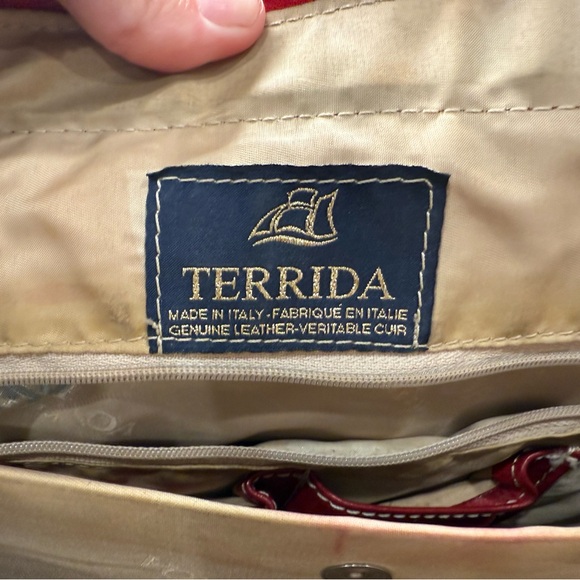 TERRIDA
MADE IN ITALY-FABRIQUÉ EN ITALIE
GENUINE LEATHER-VERITABLE CUIR